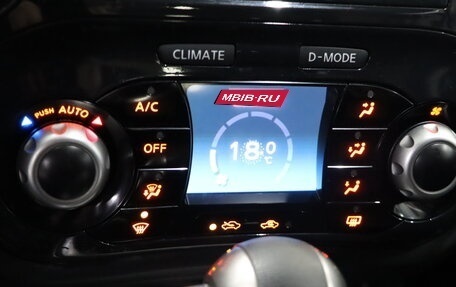 CLIMATE
D-MODE
MBIB-RU
PUSH AUTO
A/C
OFF
18.0
°C